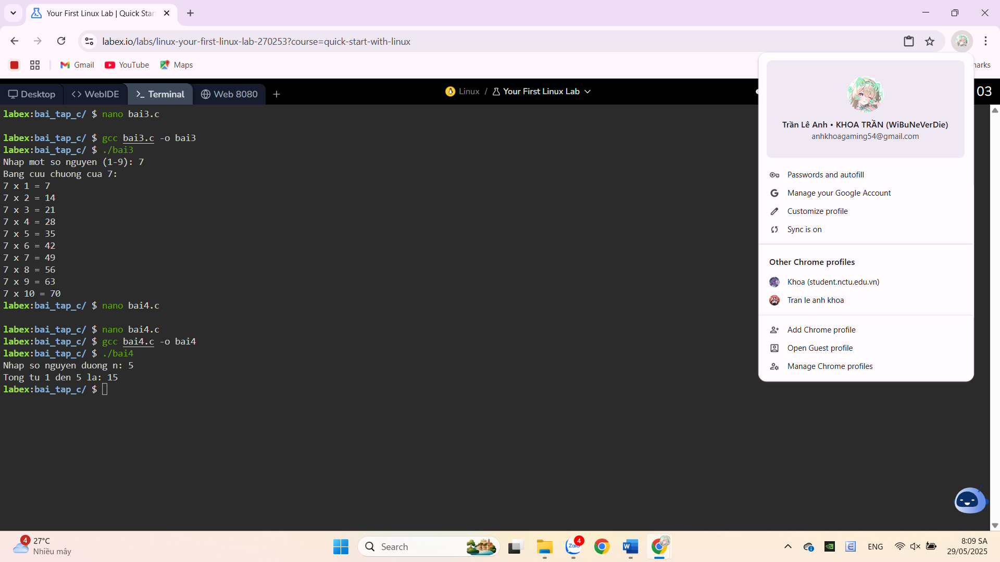 Your First Linux Lab | Quick Star
labex.io/labs/linux-your-first-linux-lab-270253?course=quick-start-with-linux
Gmail
YouTube
Maps
Desktop
WebIDE
Terminal
Web 8080
Linux / Your First Linux Lab
03
labex:bai_tap_c/ $ nano bai3.c
labex:bai_tap_c/ $ gcc bai3.c -o bai3
labex:bai_tap_c/ $ ./bai3
Nhap mot so nguyen (1-9): 7
Bang cuu chuong cua 7:
7 x 1 = 7
7 x 2 = 14
7 x 3 = 21
7 x 4 = 28
7 x 5 = 35
7 x 6 = 42
7 x 7 = 49
7 x 8 = 56
7 x 9 = 63
7 x 10 = 70
labex:bai_tap_c/ $ nano bai4.c
labex:bai_tap_c/ $ nano bai4.c
labex:bai_tap_c/ $ gcc bai4.c -o bai4
labex:bai_tap_c/ $ ./bai4
Nhap so nguyen duong n: 5
Tong tu 1 den 5 la: 15
labex:bai_tap_c/ $
Trần Lê Anh • KHOA TRẦN (WiBuNeVerDie)
anhkhoagaming54@gmail.com
Passwords and autofill
Manage your Google Account
Customize profile
Sync is on
Other Chrome profiles
Khoa (student.nctu.edu.vn)
Tran le anh khoa
Add Chrome profile
Open Guest profile
Manage Chrome profiles
4
27°C
Nhiều mây
Search
Zalo
4
W
ENG
8:09 SA
29/05/2025